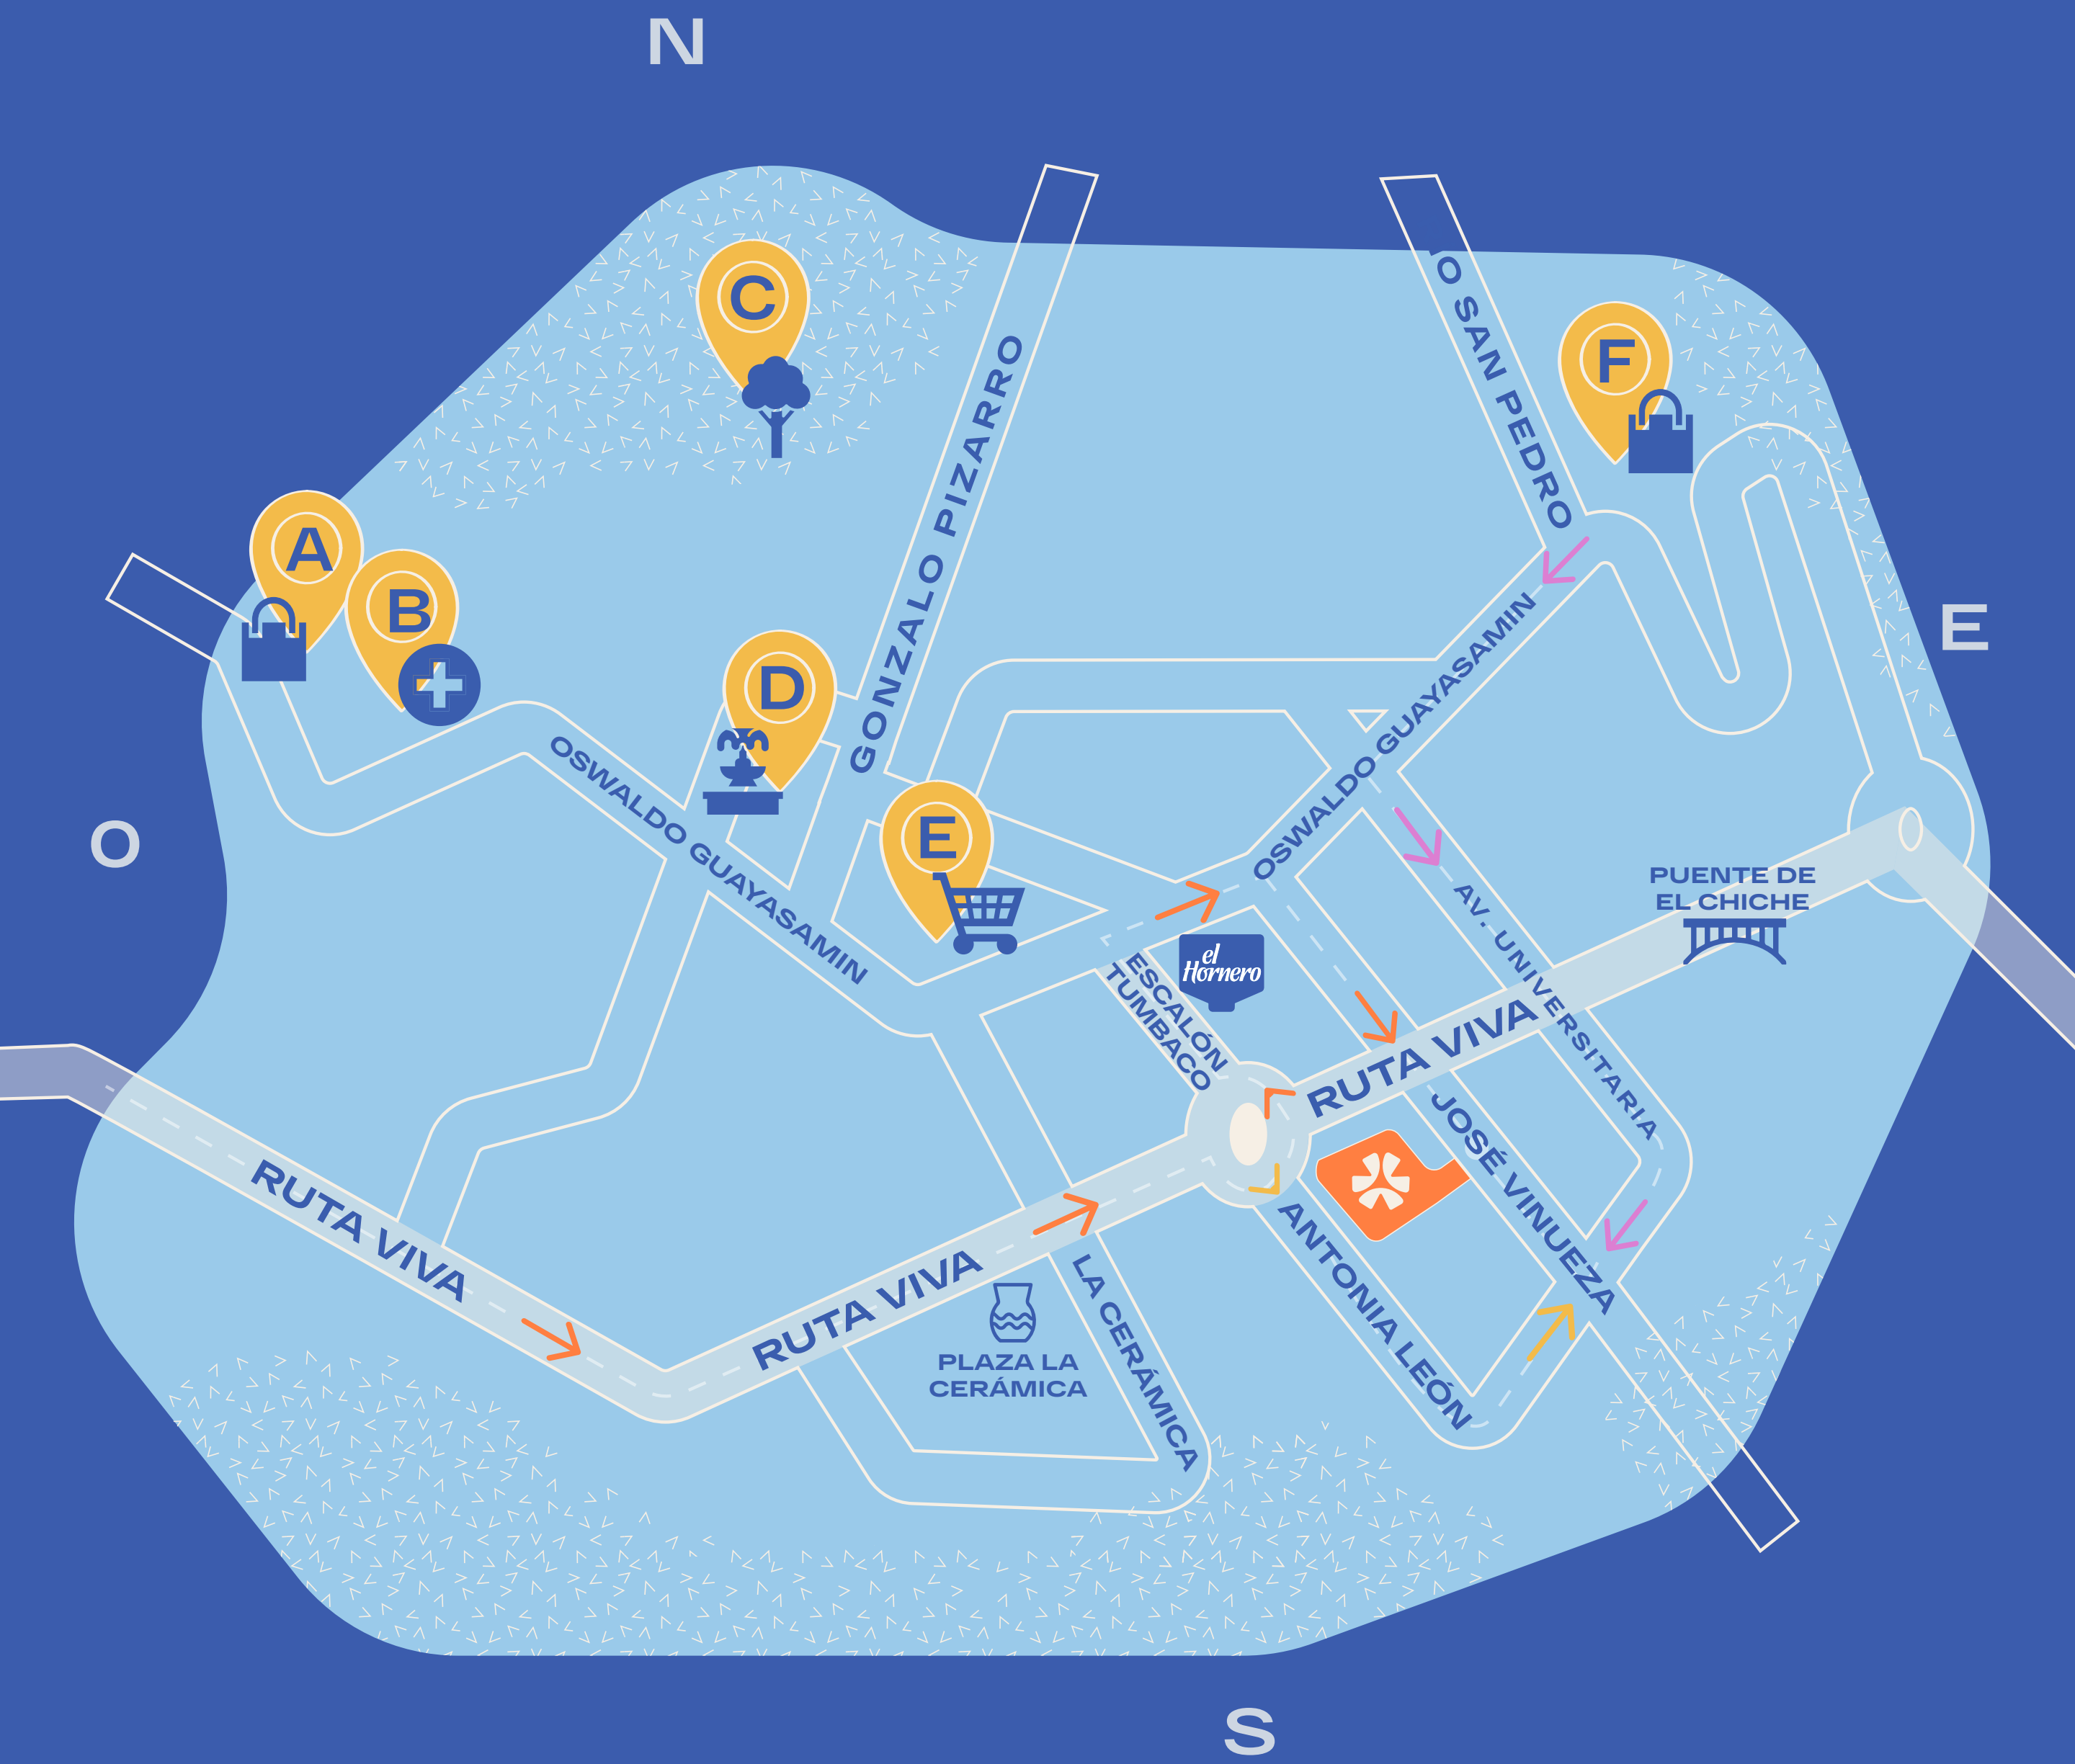 N
C
O SAN PEDRO
F
GONZALO PIZARRO
A
B
E
D
OSWALDO GUAYASAMIN
OSWALDO GUAYASAMIN
O
E
PUENTE DE
EL CHICHE
AV. UNIVERSITARIA
el
Hornero
ESCALÓN
TUMBACO
RUTA VIVA
JOSÉ VINUEZA
RUTA VIVA
ANTONIA LEÓN
RUTA VIVA
LA CERÁMICA
PLAZA LA
CERÁMICA
S